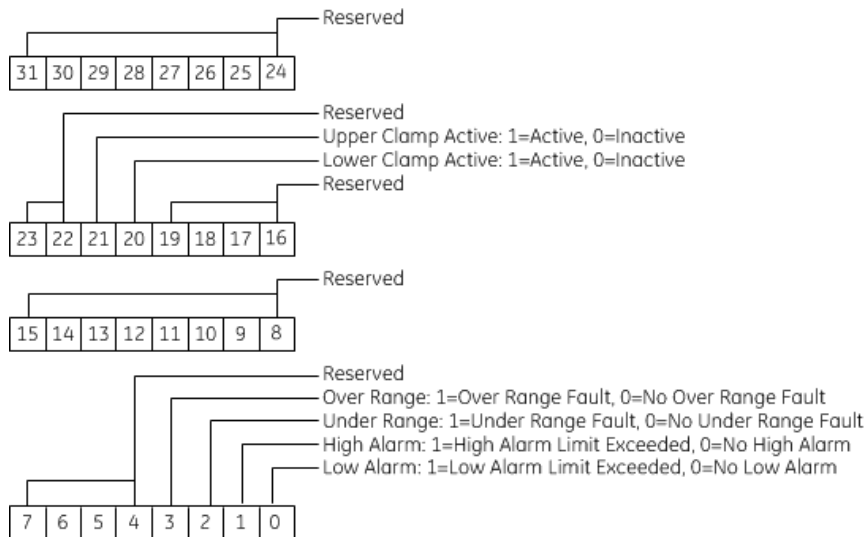 Reserved
31 30 29 28 27 26 25 24
Reserved
Upper Clamp Active: 1=Active, 0=Inactive
Lower Clamp Active: 1=Active, 0=Inactive
Reserved
23 22 21 20 19 18 17 16
Reserved
15 14 13 12 11 10 9 8
Reserved
Over Range: 1=Over Range Fault, 0=No Over Range Fault
Under Range: 1=Under Range Fault, 0=No Under Range Fault
High Alarm: 1=High Alarm Limit Exceeded, 0=No High Alarm
Low Alarm: 1=Low Alarm Limit Exceeded, 0=No Low Alarm
7 6 5 4 3 2 1 0